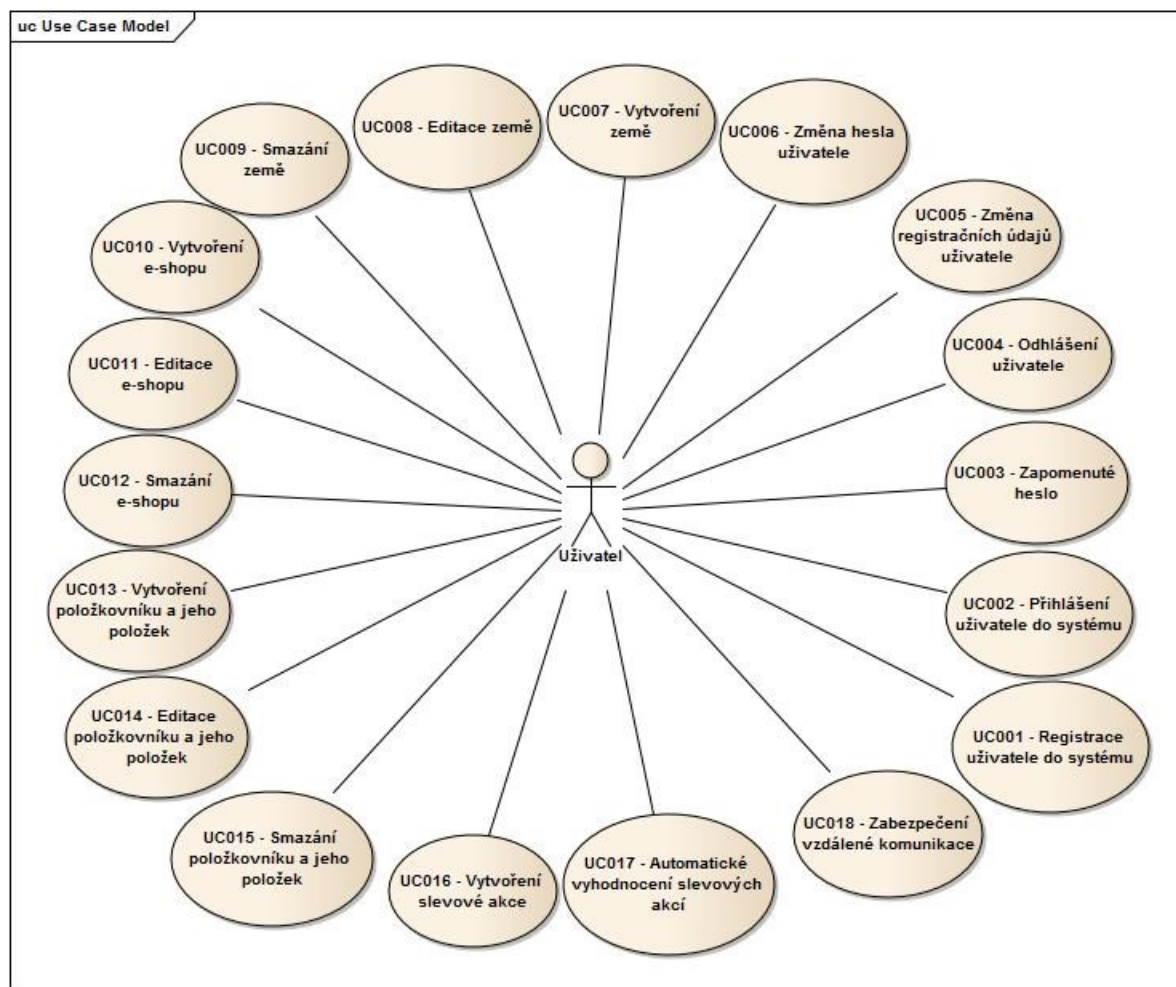 uc Use Case Model
UC007 - Vytvoření
země
UC008 - Editace země
UC006 - Změna hesla
uživatele
UC009 - Smazání
země
UC005 - Změna
registračních údajů
uživatele
UC010 - Vytvoření
e-shopu
UC004 - Odhlášení
uživatele
UC011 - Editace
e-shopu
UC003 - Zapomenuté
heslo
UC012 - Smazání
e-shopu
Uživatel
UC013 - Vytvoření
položkovníku a jeho
položek
UC002 - Přihlášení
uživatele do systému
UC014 - Editace
položkovníku a jeho
položek
UC001 - Registrace
uživatele do systému
UC015 - Smazání
položkovníku a jeho
položek
UC018 - Zabezpečení
vzdálené komunikace
UC016 - Vytvoření
slevové akce
UC017 - Automatické
vyhodnocení slevových
akcí